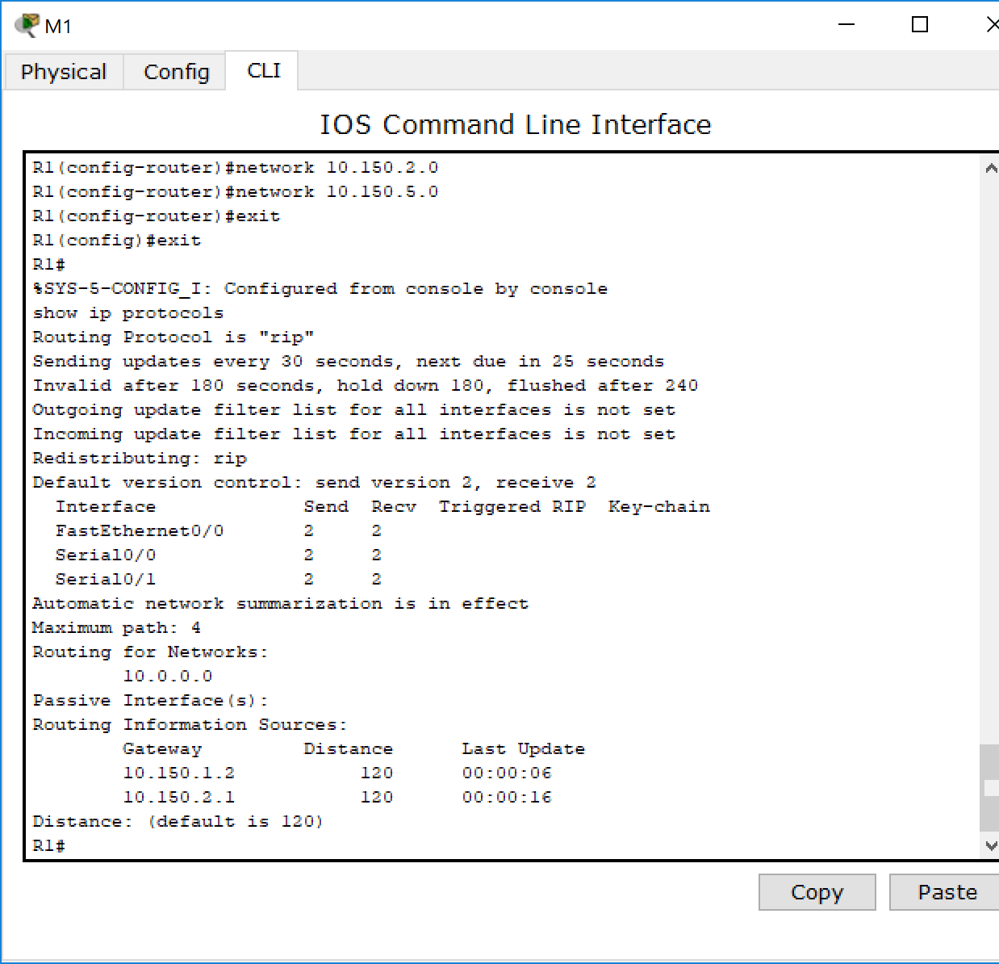 M1
Physical Config CLI
IOS Command Line Interface
R1(config-router)#network 10.150.2.0
R1(config-router)#network 10.150.5.0
R1(config-router)#exit
R1(config)#exit
R1#
%SYS-5-CONFIG_I: Configured from console by console
show ip protocols
Routing Protocol is "rip"
Sending updates every 30 seconds, next due in 25 seconds
Invalid after 180 seconds, hold down 180, flushed after 240
Outgoing update filter list for all interfaces is not set
Incoming update filter list for all interfaces is not set
Redistributing: rip
Default version control: send version 2, receive 2
  Interface             Send  Recv  Triggered RIP  Key-chain
  FastEthernet0/0       2     2
  Serial0/0             2     2
  Serial0/1             2     2
Automatic network summarization is in effect
Maximum path: 4
Routing for Networks:
        10.0.0.0
Passive Interface(s):
Routing Information Sources:
        Gateway         Distance      Last Update
        10.150.1.2           120      00:00:06
        10.150.2.1           120      00:00:16
Distance: (default is 120)
R1#
Copy Paste